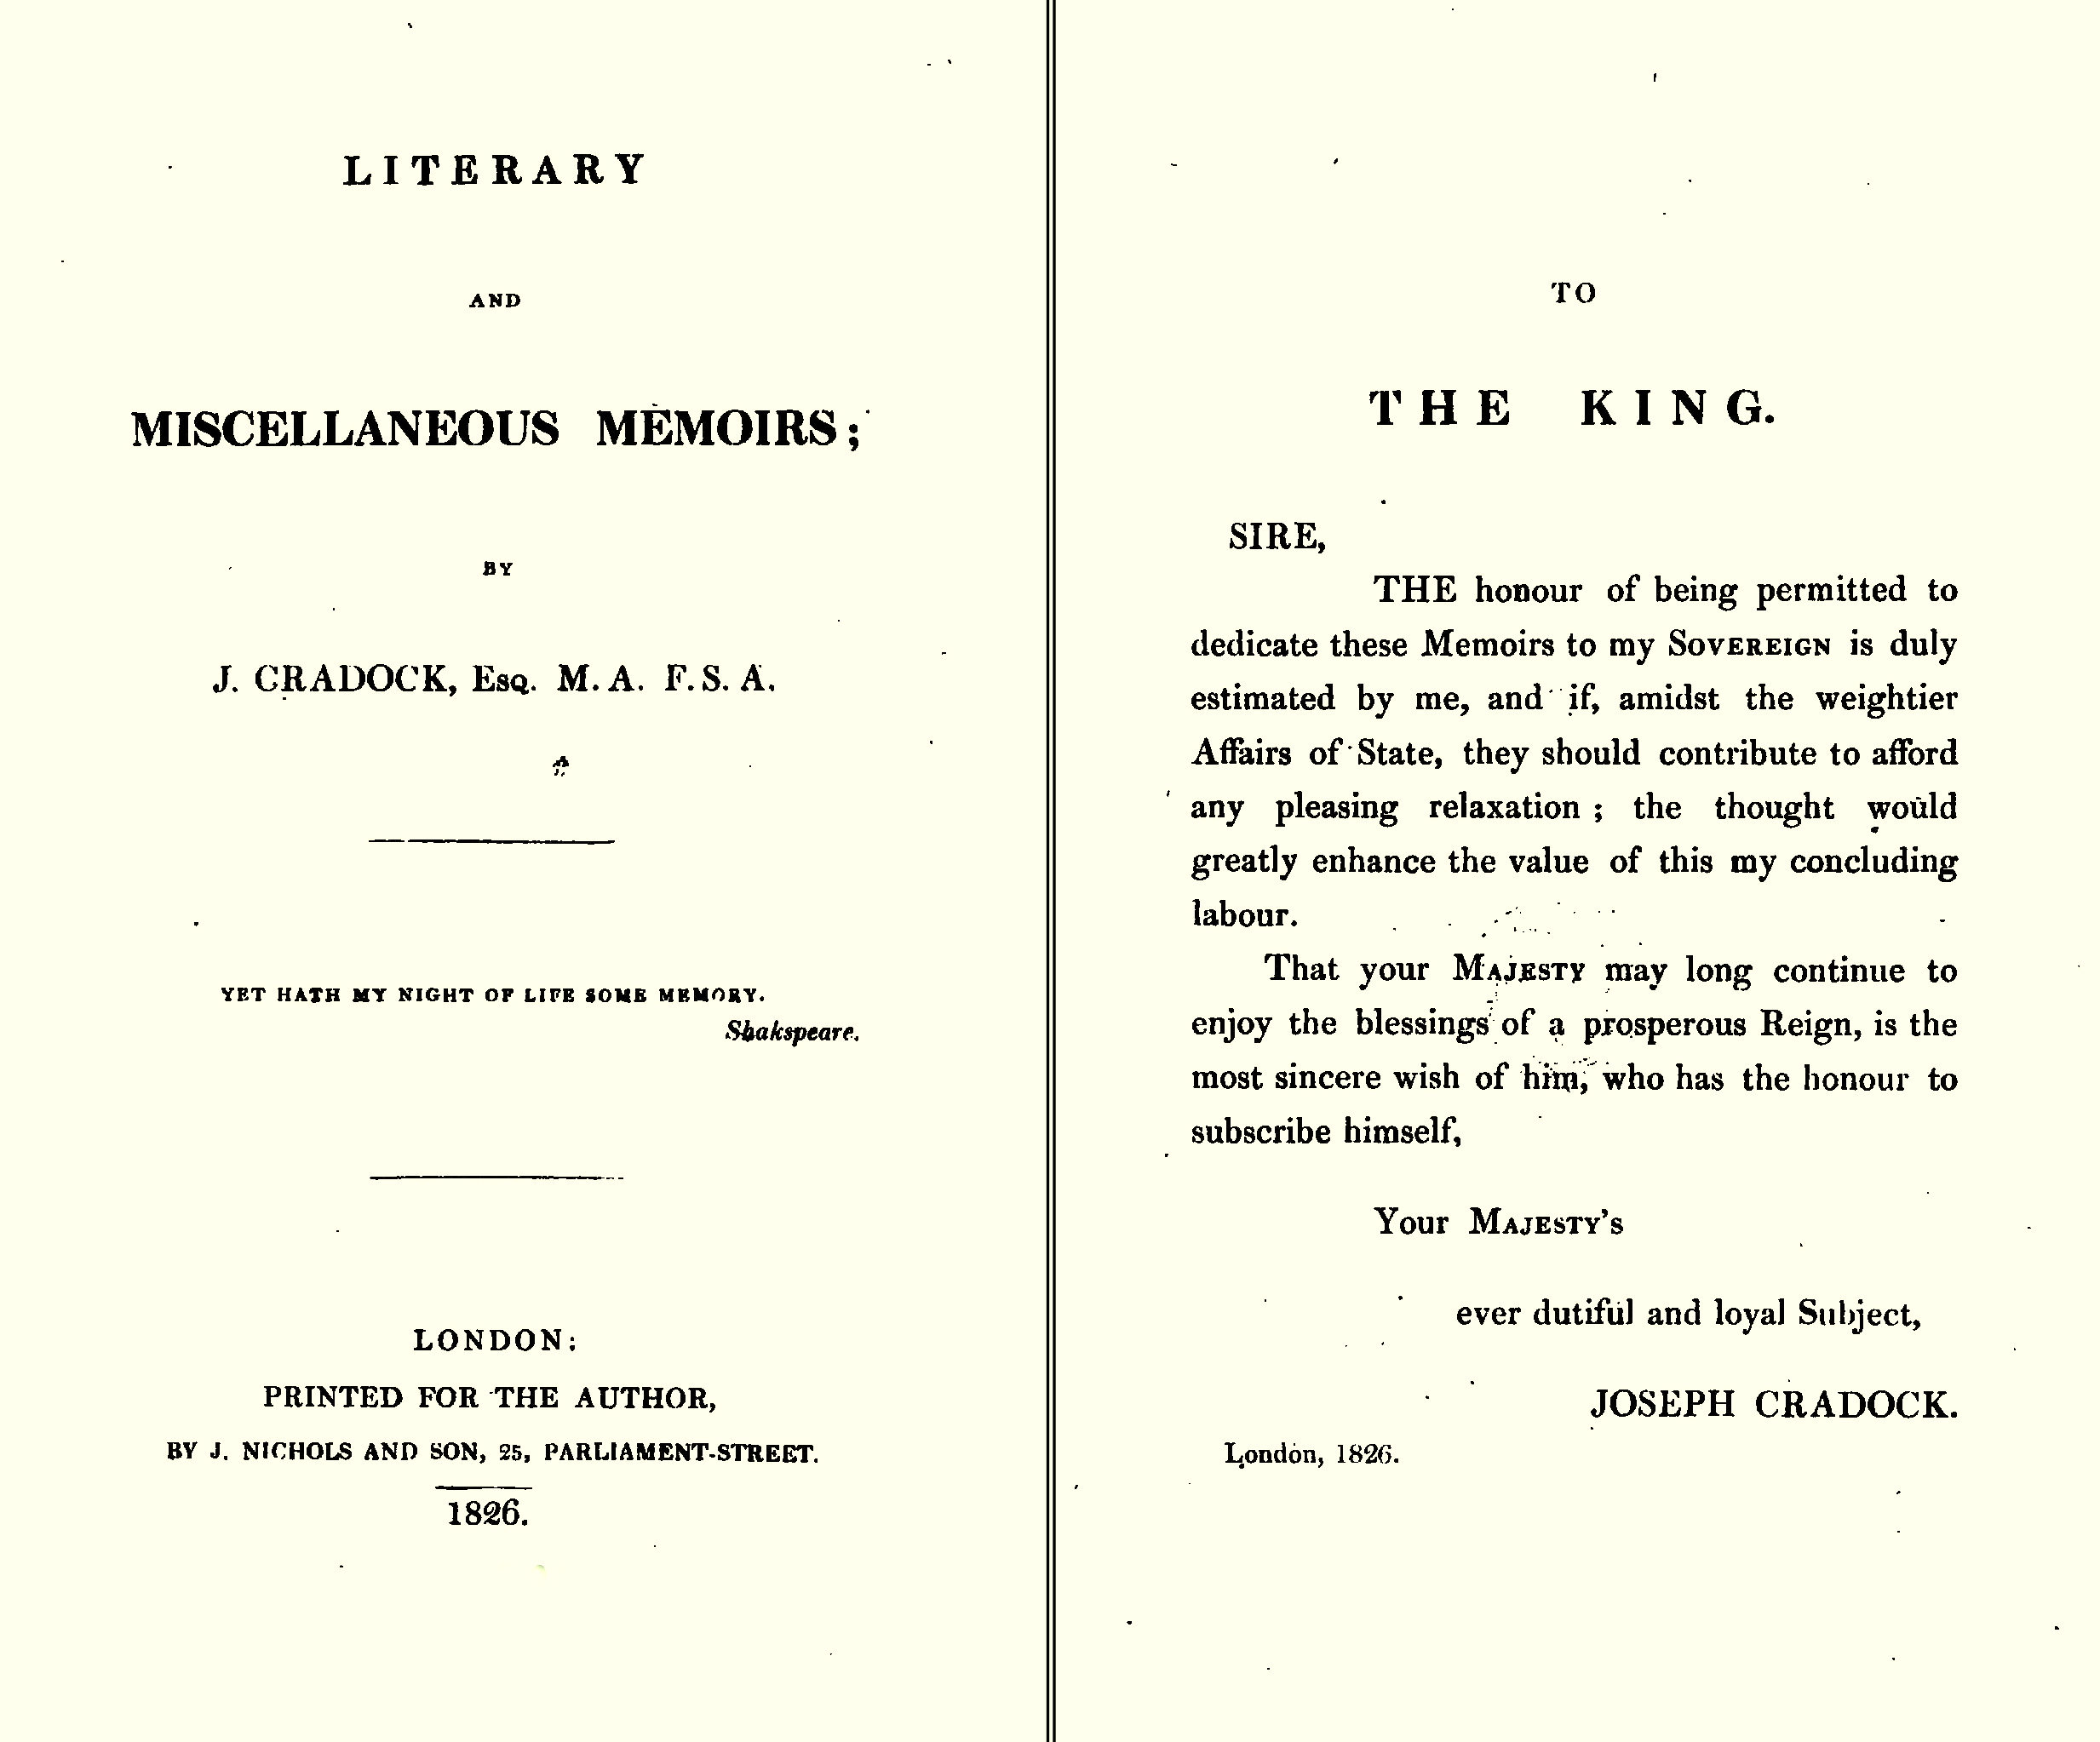 LITERARY
AND
MISCELLANEOUS MEMOIRS;
BY
J. CRADOCK, Esq. M. A. F. S. A.
YET HATH MY NIGHT OF LIFE SOME MEMORY.
Shakspeare.
LONDON:
PRINTED FOR THE AUTHOR,
BY J. NICHOLS AND SON, 25, PARLIAMENT-STREET.
1826.
TO
THE KING.
SIRE,
THE honour of being permitted to
dedicate these Memoirs to my SOVEREIGN is duly
estimated by me, and if, amidst the weightier
Affairs of State, they should contribute to afford
any pleasing relaxation ; the thought would
greatly enhance the value of this my concluding
labour.
That your MAJESTY may long continue to
enjoy the blessings of a prosperous Reign, is the
most sincere wish of him, who has the honour to
subscribe himself,
Your MAJESTY's
ever dutiful and loyal Subject,
JOSEPH CRADOCK.
London, 1826.